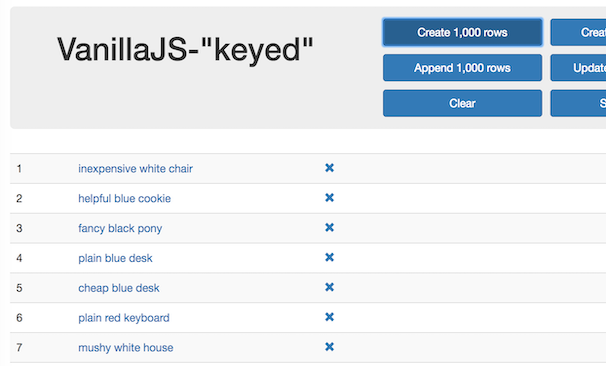 VanillaJS-"keyed"
Create 1,000 rows
Append 1,000 rows
Clear
1 inexpensive white chair
2 helpful blue cookie
3 fancy black pony
4 plain blue desk
5 cheap blue desk
6 plain red keyboard
7 mushy white house